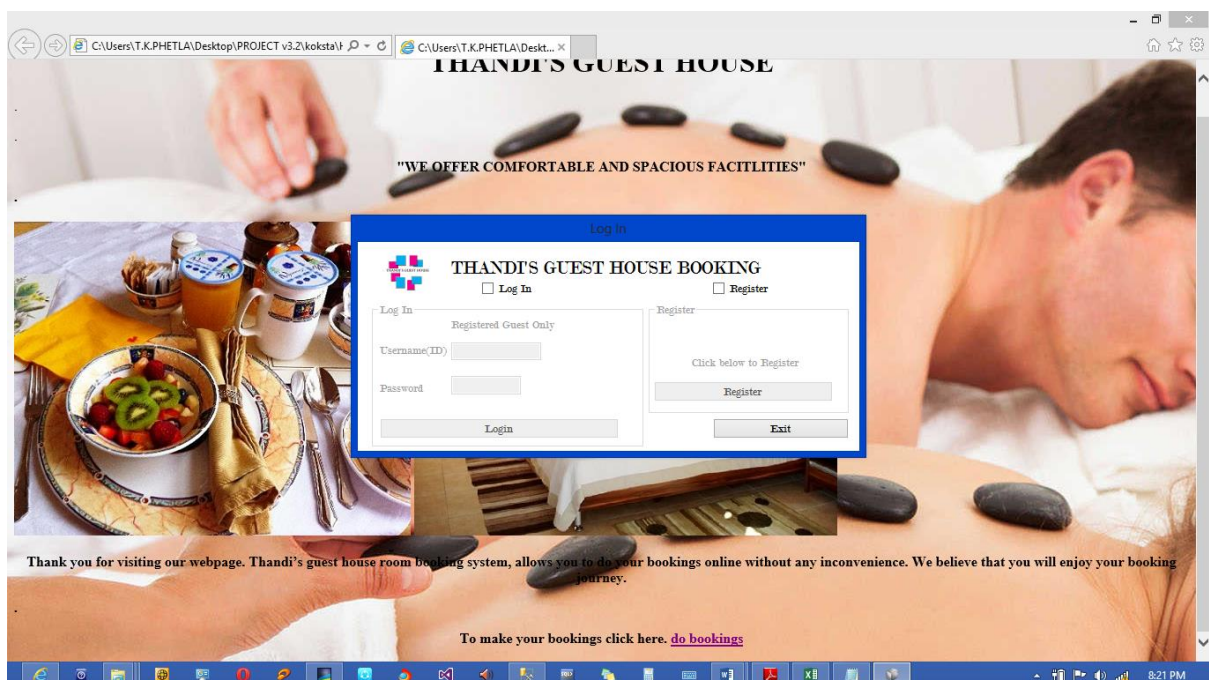 C:\Users\T.K.PHETLA\Desktop\PROJECT v3.2\koksta\
C:\Users\T.K.PHETLA\Deskt...
THANDI'S GUEST HOUSE
"WE OFFER COMFORTABLE AND SPACIOUS FACITLITIES"
Log in
THANDI'S GUEST HOUSE BOOKING
Log In
Register
Log In
Registered Guest Only
Username(ID)
Password
Login
Register
Click below to Register
Register
Exit
Thank you for visiting our webpage. Thandi’s guest house room booking system, allows you to do your bookings online without any inconvenience. We believe that you will enjoy your booking
journey.
To make your bookings click here. do bookings
8:21 PM